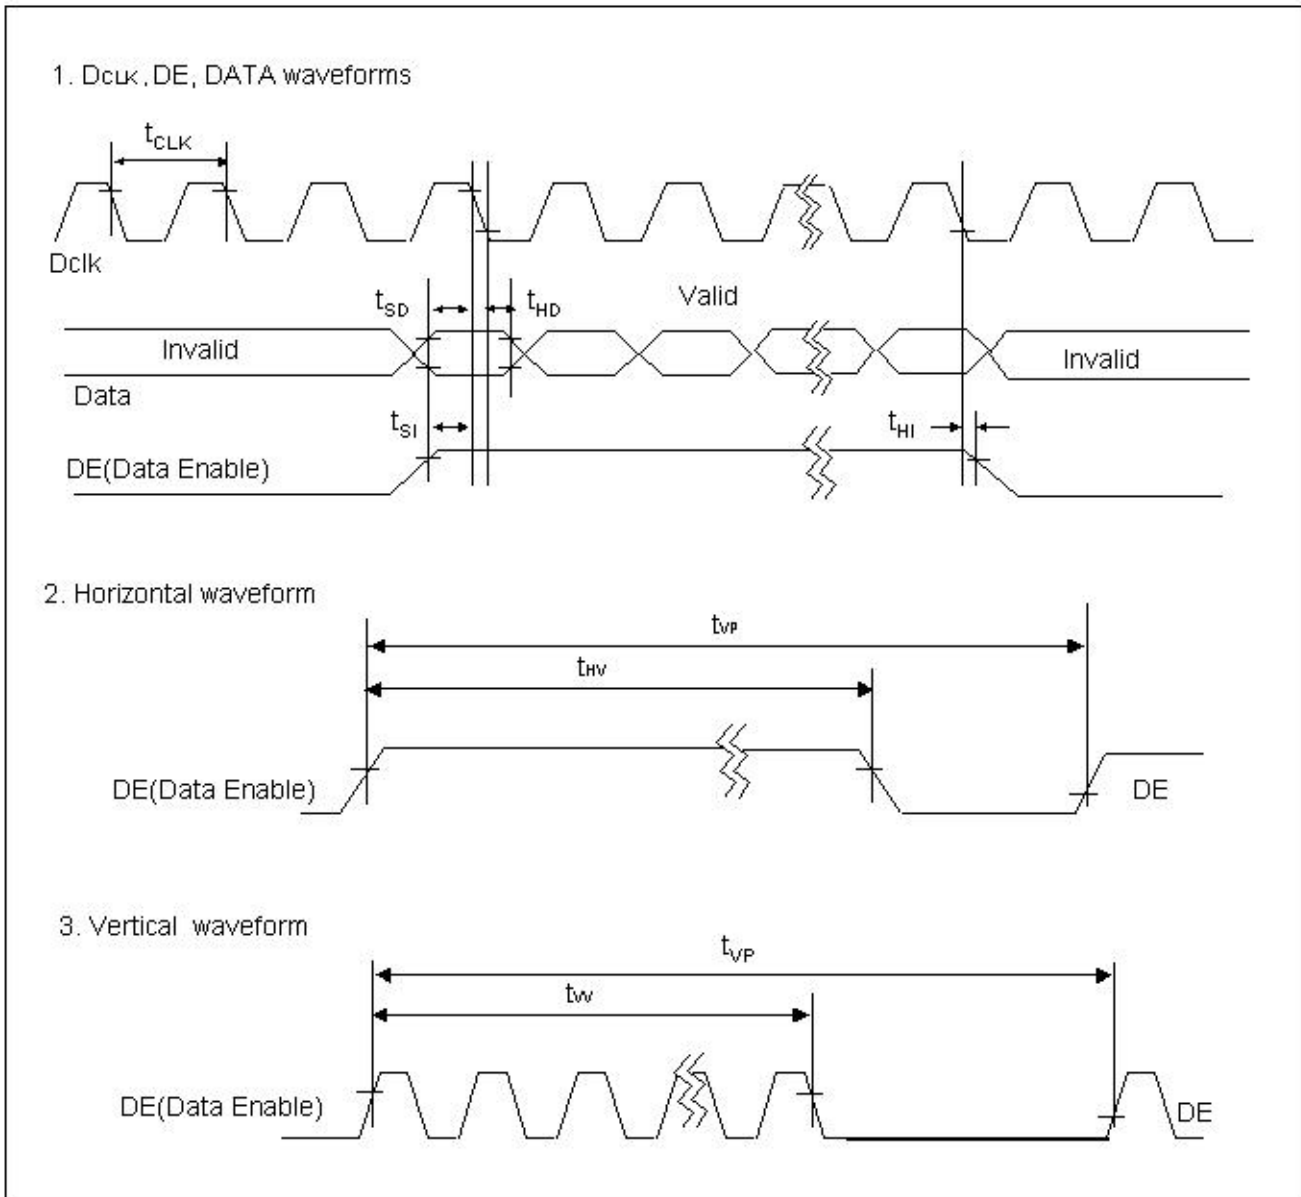 1. DCLK, DE, DATA waveforms
tCLK
Dclk
tSD
tHD
Valid
Invalid
Invalid
Data
tSI
tHI
DE(Data Enable)
2. Horizontal waveform
tVP
tHV
DE(Data Enable)
DE
3. Vertical waveform
tVP
tVV
DE(Data Enable)
DE